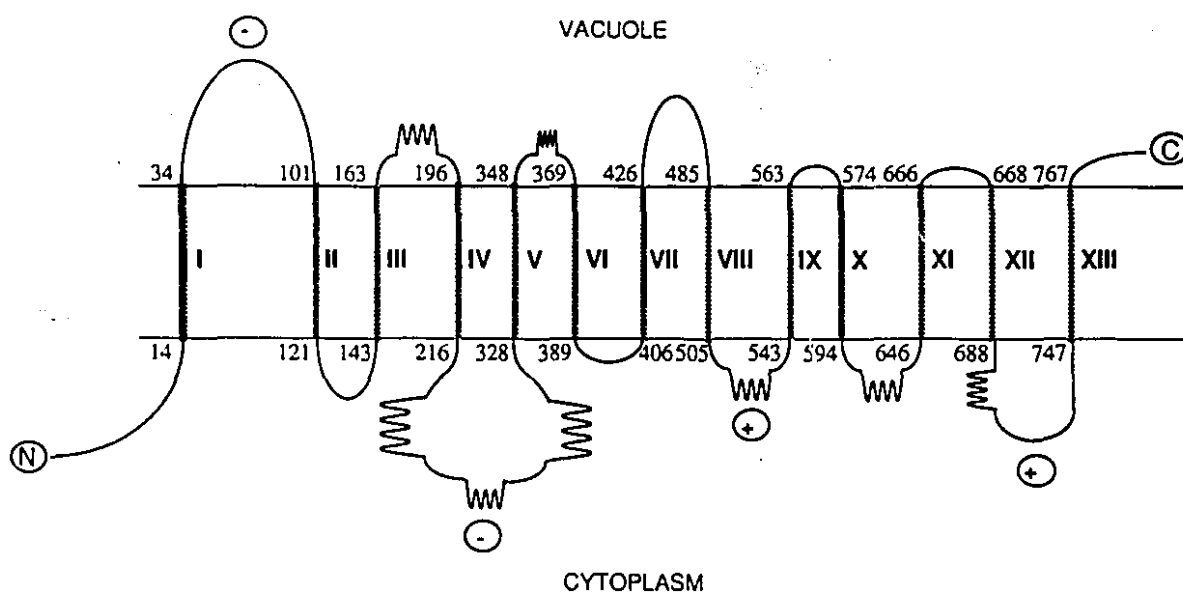 -
VACUOLE
C
34 101 163 196 348 369 426 485 563 574 666 668 767
I II III IV V VI VII VIII IX X XI XII XIII
14 121 143 216 328 389 406 505 543 594 646 688 747
+
N
+
-
CYTOPLASM